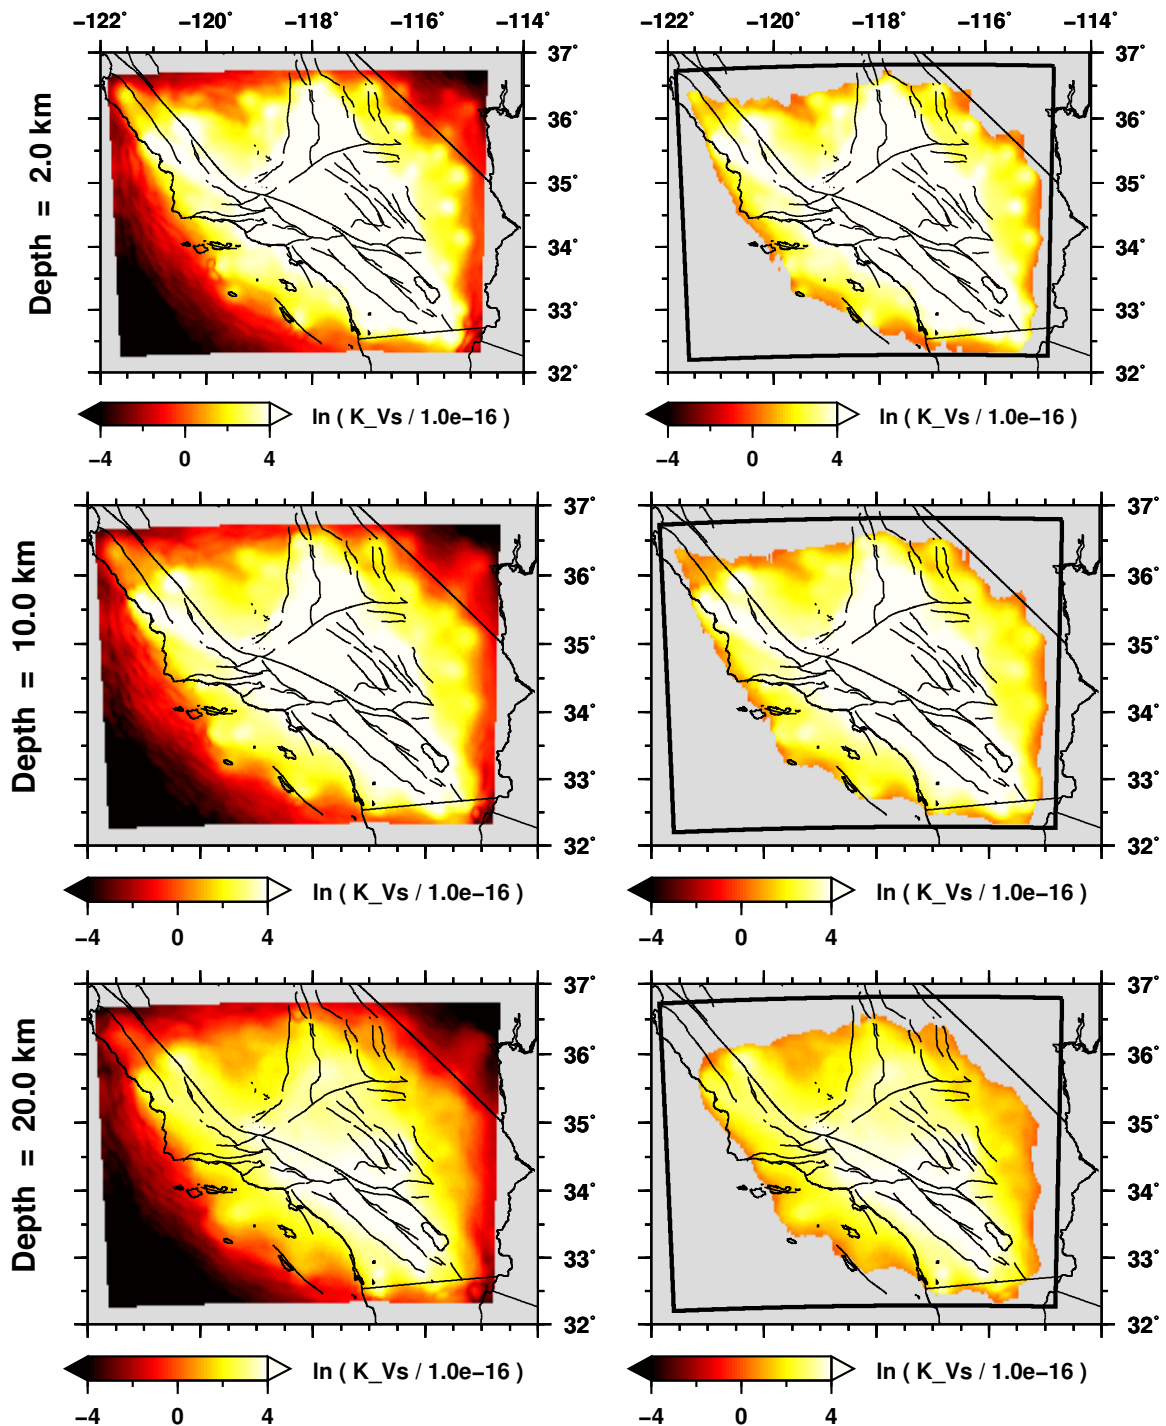 −122˚ −120˚ −118˚ −116˚ −114˚ −122˚ −120˚ −118˚ −116˚ −114˚
Depth = 2.0 km
37˚ 37˚
36˚ 36˚
35˚ 35˚
34˚ 34˚
33˚ 33˚
32˚ 32˚
ln ( K_Vs / 1.0e−16 ) ln ( K_Vs / 1.0e−16 )
−4 0 4 −4 0 4
Depth = 10.0 km
37˚ 37˚
36˚ 36˚
35˚ 35˚
34˚ 34˚
33˚ 33˚
32˚ 32˚
ln ( K_Vs / 1.0e−16 ) ln ( K_Vs / 1.0e−16 )
−4 0 4 −4 0 4
Depth = 20.0 km
37˚ 37˚
36˚ 36˚
35˚ 35˚
34˚ 34˚
33˚ 33˚
32˚ 32˚
ln ( K_Vs / 1.0e−16 ) ln ( K_Vs / 1.0e−16 )
−4 0 4 −4 0 4